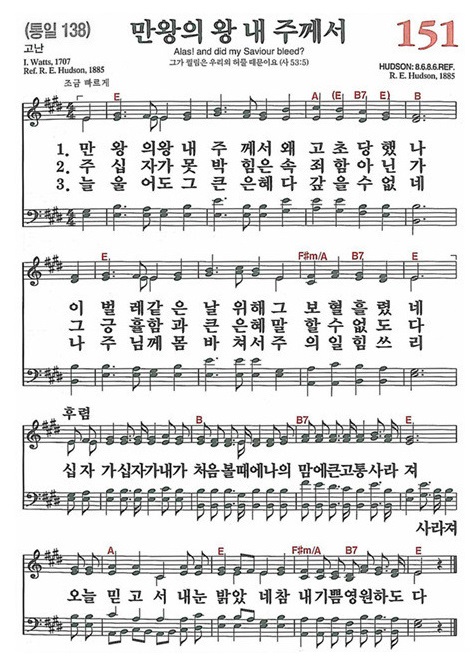 (통일 138)
만왕의 왕 내 주께서
151
고난
Alas! and did my Saviour bleed?
I. Watts, 1707
그가 찔림은 우리의 허물 때문이요 (사 53:5)
HUDSON: 8.6.8.6.REF.
Ref. R. E. Hudson, 1885
R. E. Hudson, 1885
조금 빠르게
E A (E B7 E) B
1. 만 왕 의왕 내 주 께서 왜 고 초 당 했 나
2. 주 십 자가 못 박 힘 은 속 죄 함 아 닌 가
3. 늘 울 어도 그 큰 은 혜 다 갚 을 수 없 네
E F#m/A B7 E
이 벌 레같 은 날 위해 그 보 혈 흘 렸 네
그 긍 휼함 과 큰 은혜 말 할 수 없 도 다
나 주 님께 몸 바 쳐서 주 의 일 힘 쓰 리
후렴
B F#m/A B7 E
십자 가십자가내가 처음볼때에나의 맘에큰고통사라 져
사라져
A E F#m/A B7 E
오늘 믿 고 서 내눈 밝았 네참 내기쁨영원하도 다